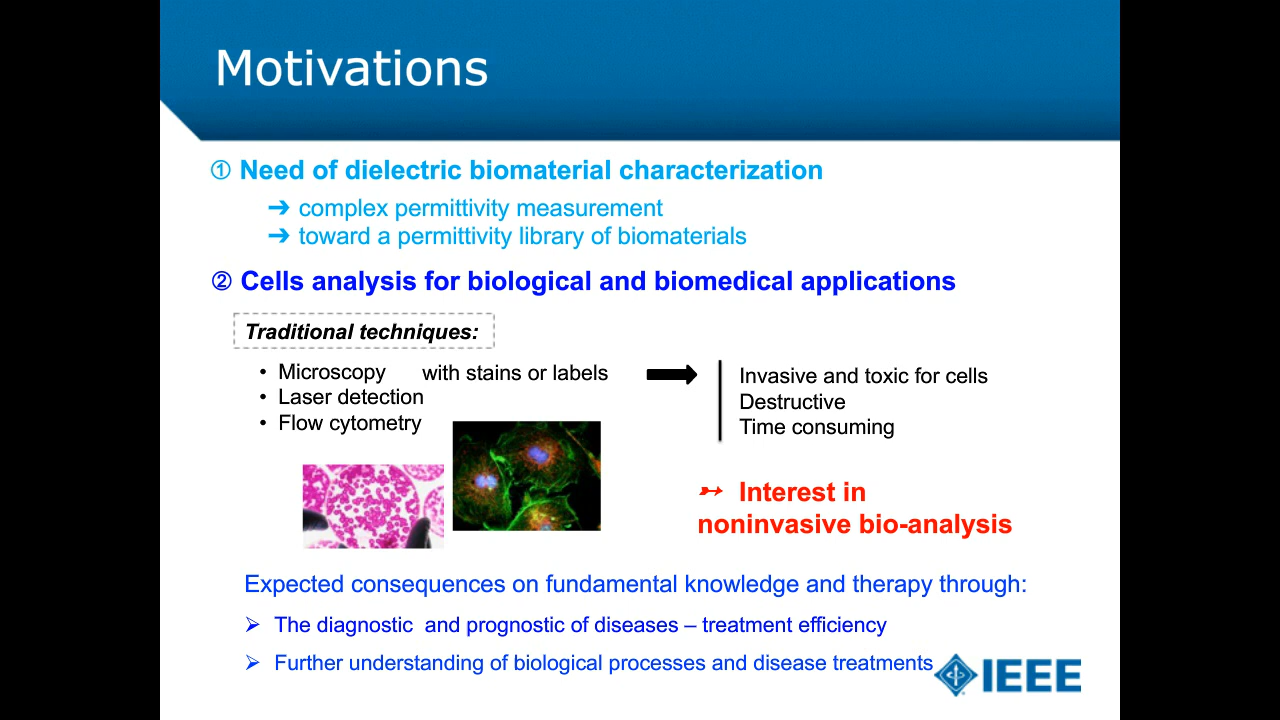 Motivations
① Need of dielectric biomaterial characterization
➔ complex permittivity measurement
➔ toward a permittivity library of biomaterials
② Cells analysis for biological and biomedical applications
Traditional techniques:
• Microscopy with stains or labels
• Laser detection
• Flow cytometry
Invasive and toxic for cells
Destructive
Time consuming
➳ Interest in
noninvasive bio-analysis
Expected consequences on fundamental knowledge and therapy through:
➢ The diagnostic and prognostic of diseases – treatment efficiency
➢ Further understanding of biological processes and disease treatments
IEEE